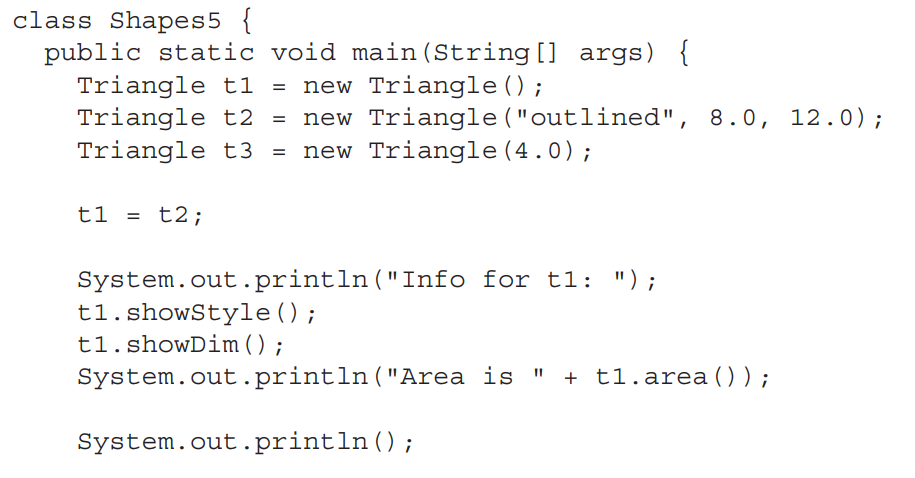 class Shapes5 {
  public static void main(String[] args) {
    Triangle t1 = new Triangle();
    Triangle t2 = new Triangle("outlined", 8.0, 12.0);
    Triangle t3 = new Triangle(4.0);

    t1 = t2;

    System.out.println("Info for t1: ");
    t1.showStyle();
    t1.showDim();
    System.out.println("Area is " + t1.area());

    System.out.println();